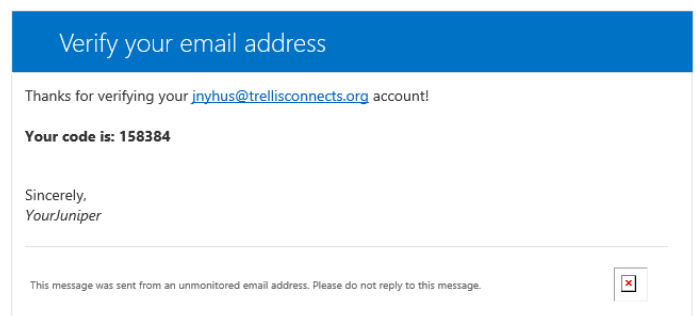 Verify your email address
Thanks for verifying your jnyhus@trellisconnects.org account!
Your code is: 158384
Sincerely,
YourJuniper
This message was sent from an unmonitored email address. Please do not reply to this message.